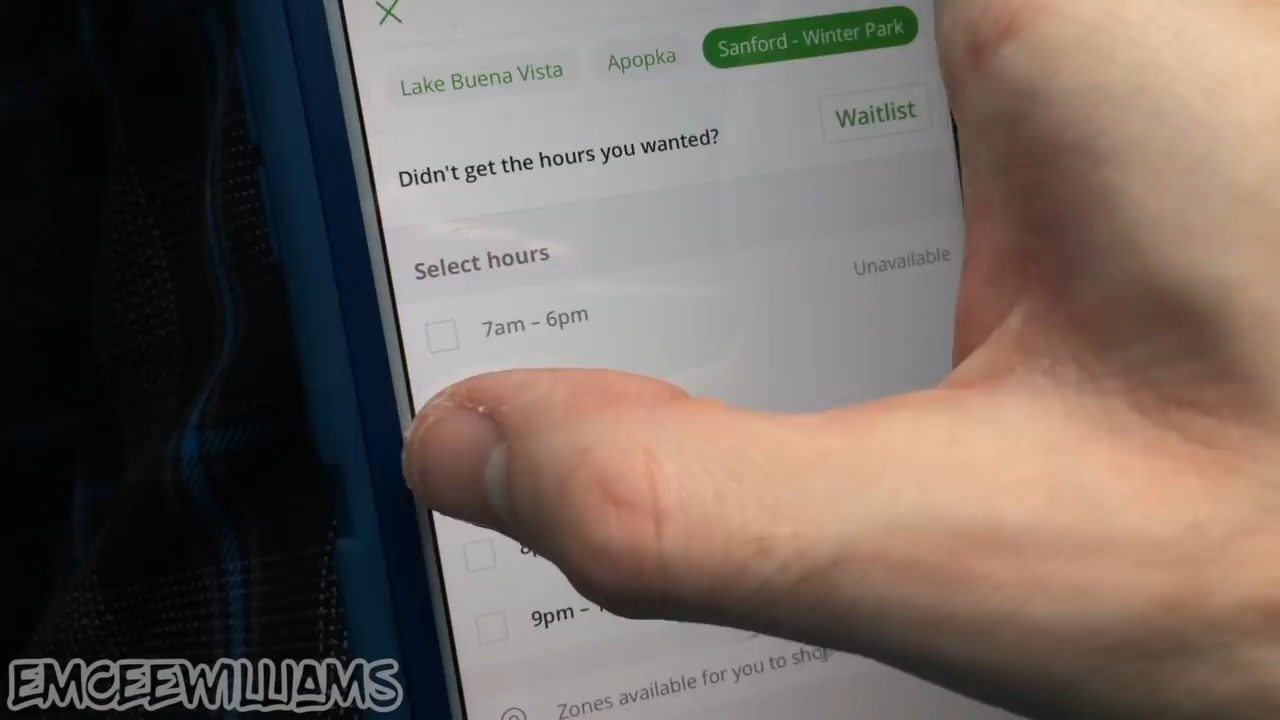 Lake Buena Vista Apopka Sanford - Winter Park
Didn't get the hours you wanted? Waitlist
Select hours
Unavailable
7am – 6pm
9pm –
Zones available for you to shop
EMCEEWILLIAMS